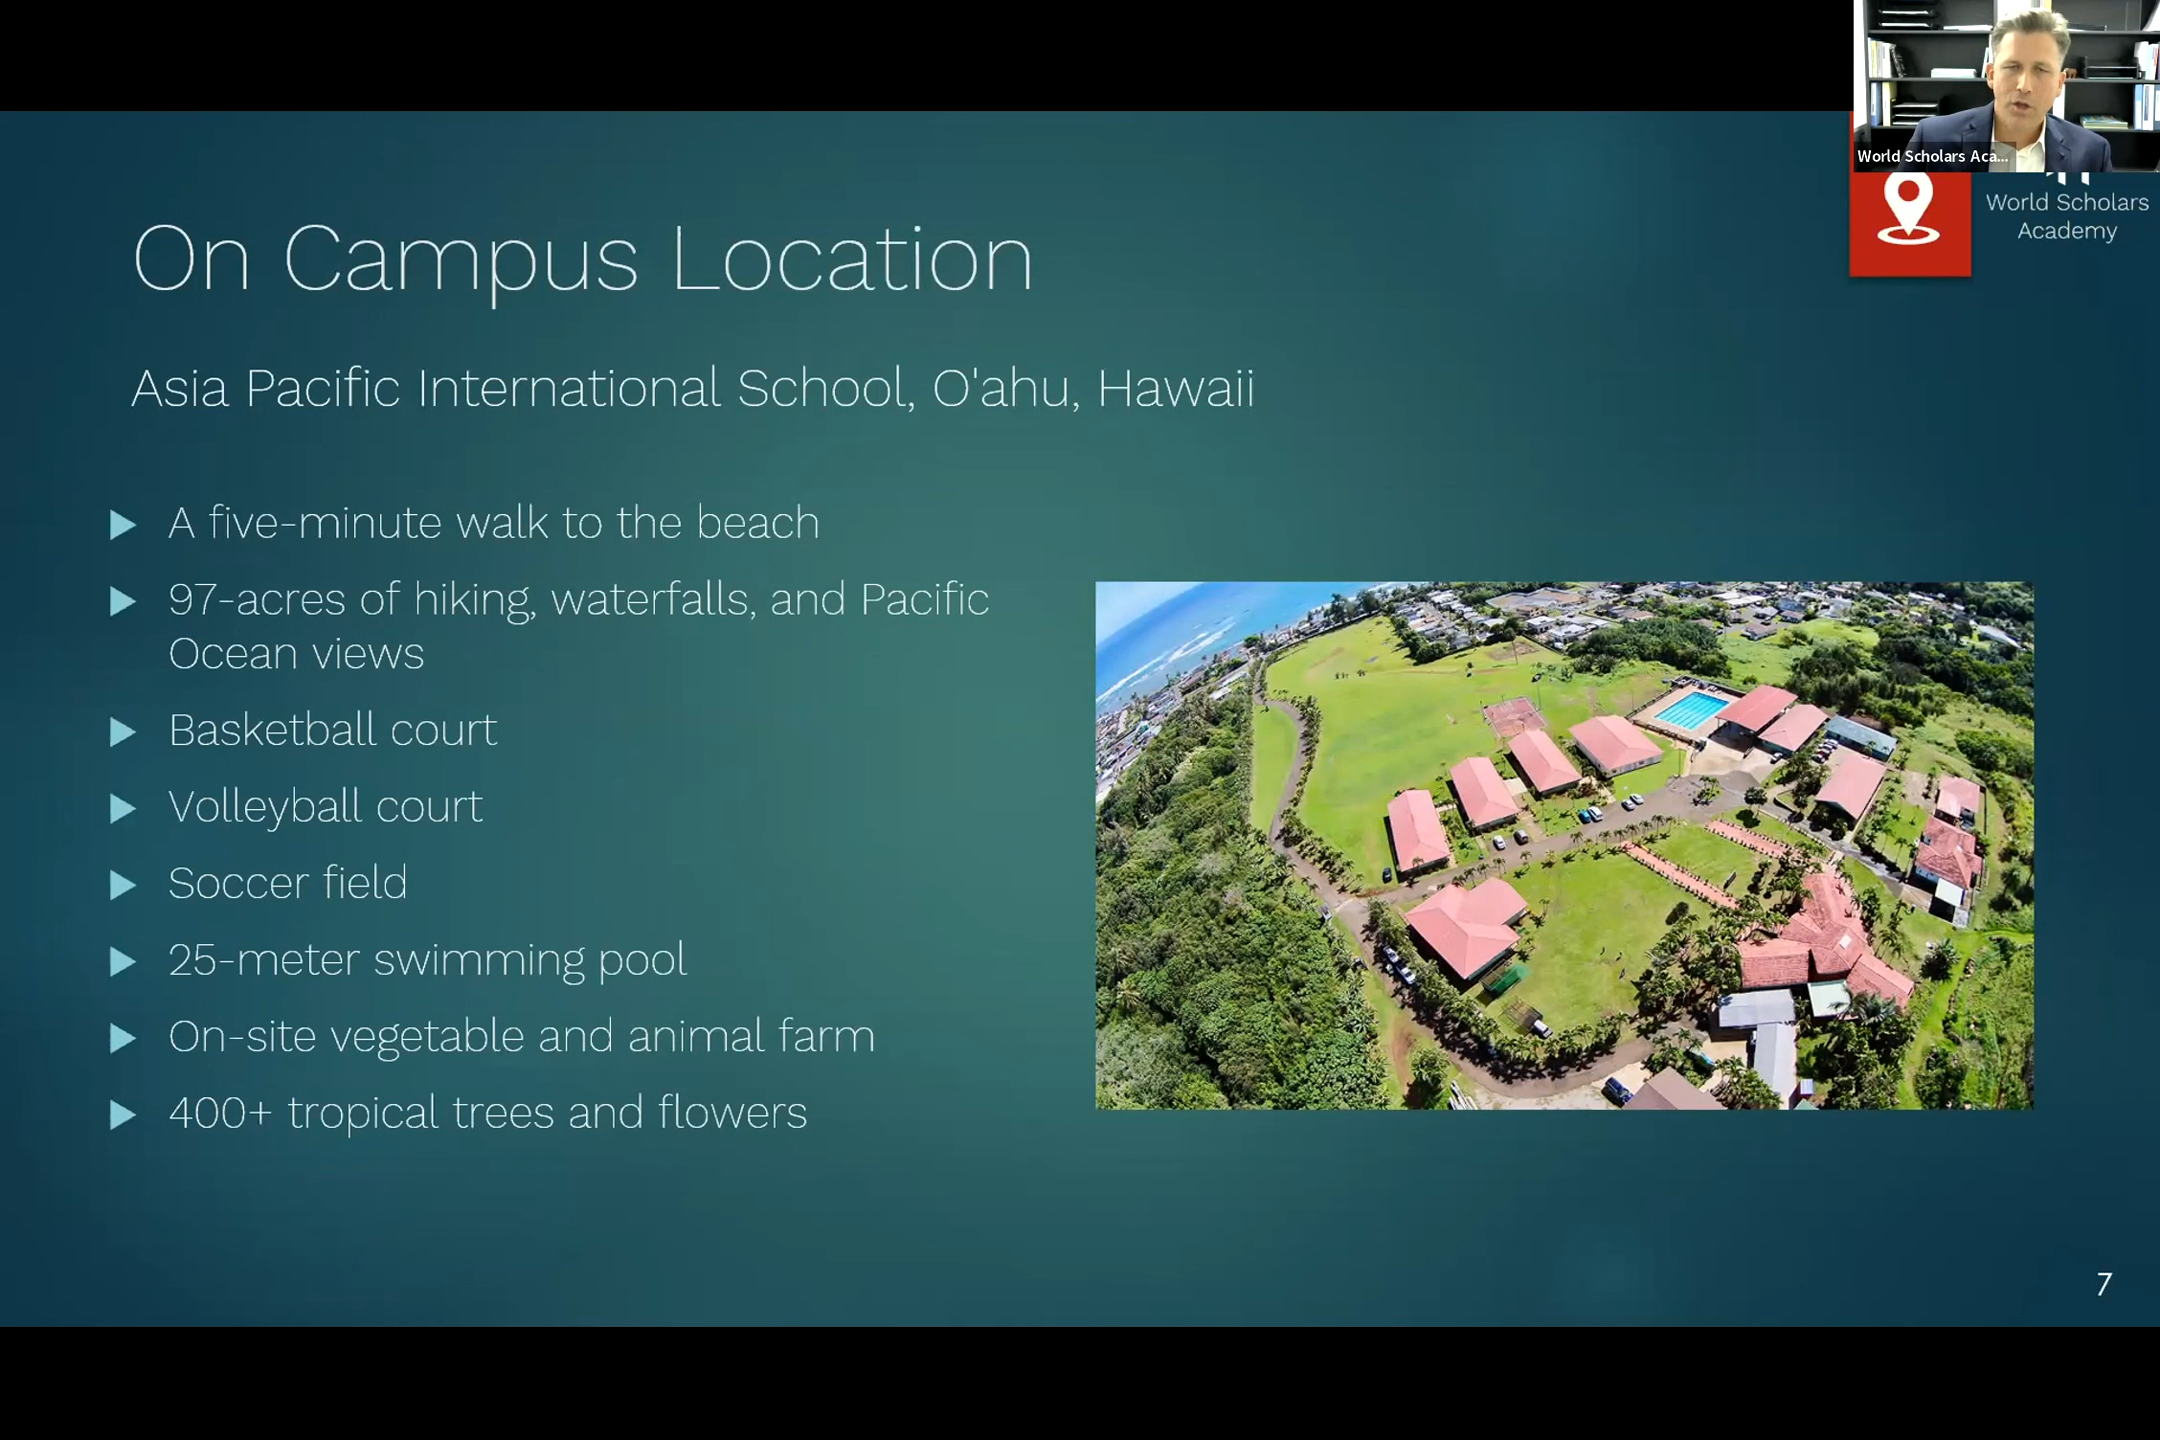 World Scholars Aca...
World Scholars
Academy
On Campus Location
Asia Pacific International School, O'ahu, Hawaii
A five-minute walk to the beach
97-acres of hiking, waterfalls, and Pacific
Ocean views
Basketball court
Volleyball court
Soccer field
25-meter swimming pool
On-site vegetable and animal farm
400+ tropical trees and flowers
7